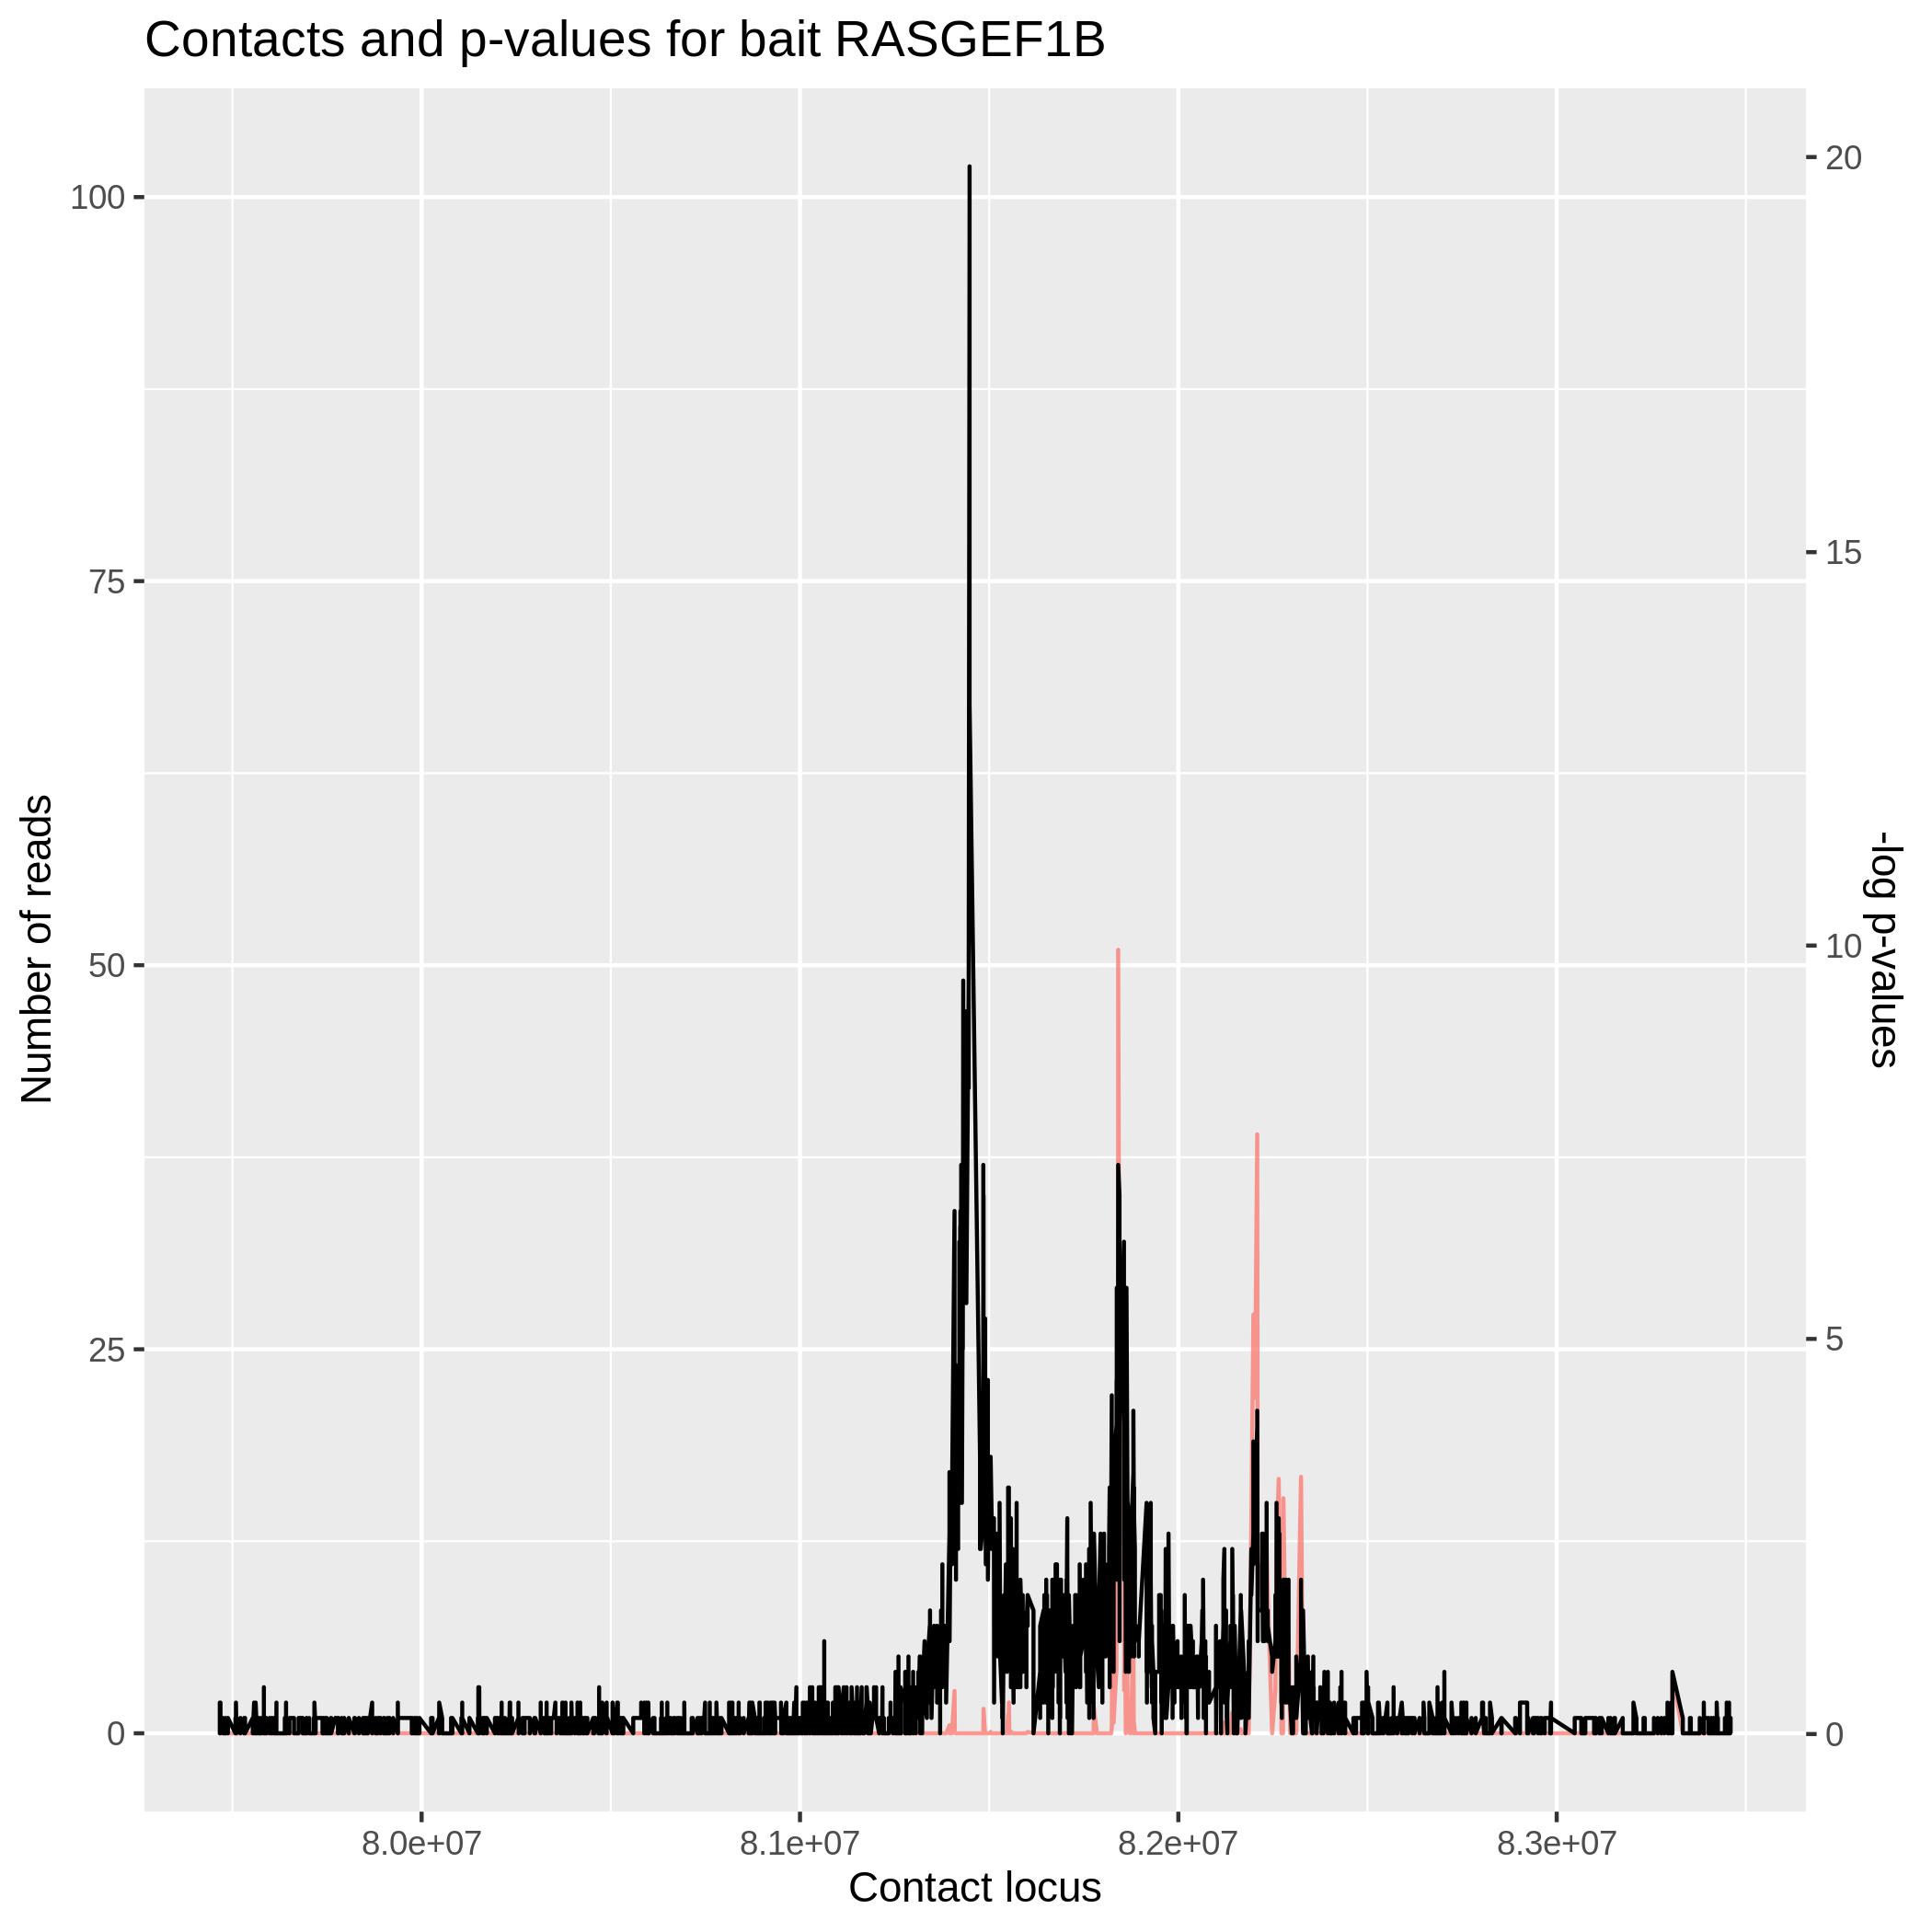 Contacts and p-values for bait RASGEF1B
Number of reads
100
75
50
25
0
20
15
10
5
0
-log p-values
8.0e+07
8.1e+07
8.2e+07
8.3e+07
Contact locus